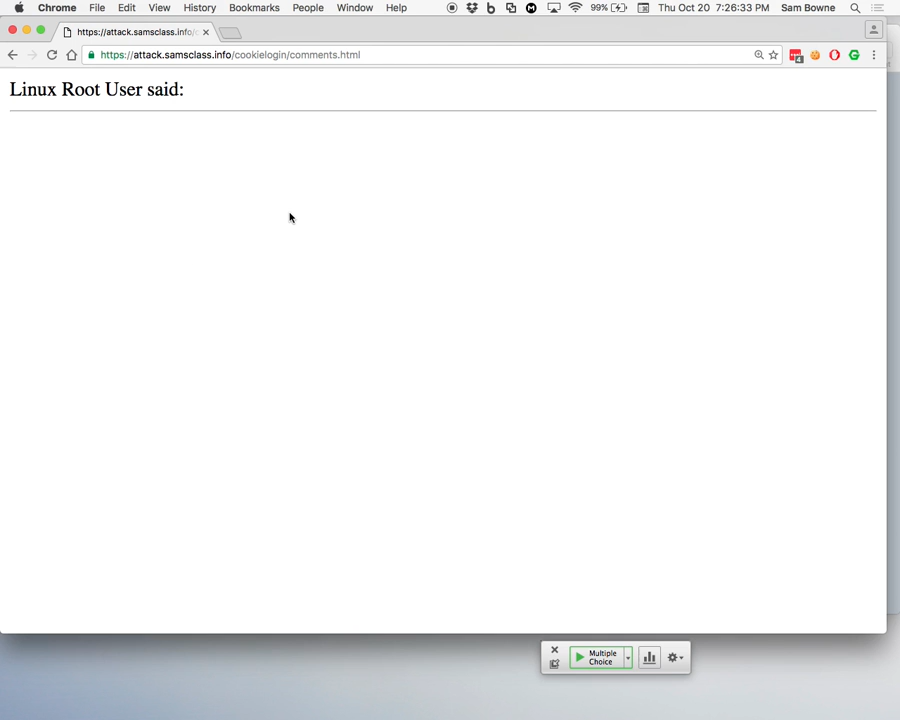 Chrome File Edit View History Bookmarks People Window Help 99% Thu Oct 20 7:26:33 PM Sam Bowne
https://attack.samsclass.info/c
https://attack.samsclass.info/cookielogin/comments.html
Linux Root User said:
Multiple
Choice